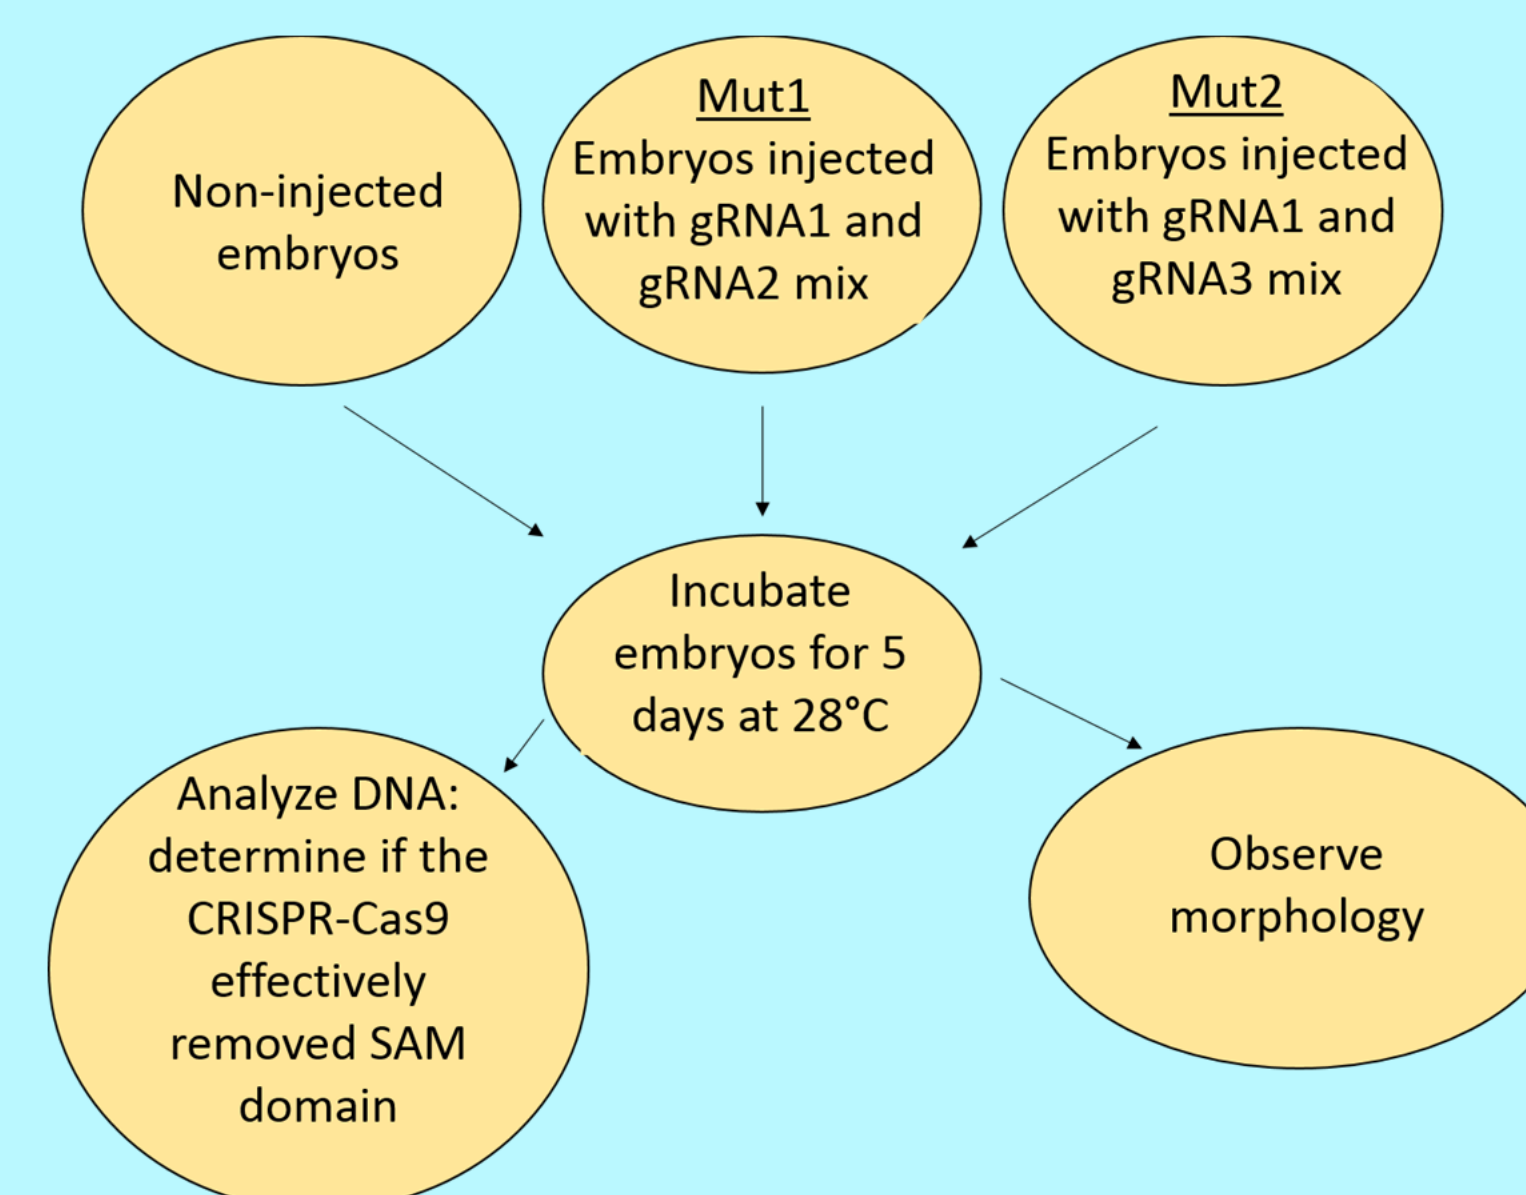 Non-injected
embryos
Mut1
Embryos injected
with gRNA1 and
gRNA2 mix
Mut2
Embryos injected
with gRNA1 and
gRNA3 mix
Incubate
embryos for 5
days at 28°C
Analyze DNA:
determine if the
CRISPR-Cas9
effectively
removed SAM
domain
Observe
morphology